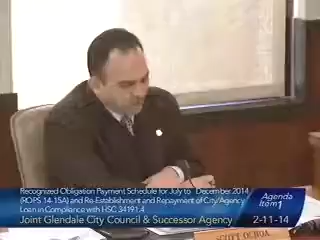 Recognized Obligation Payment Schedule for July to December 2014
(ROPS 14-15A) and Re-Establishment and Repayment of City/Agency
Loan in Compliance with HSC 34191.4
Joint Glendale City Council & Successor Agency
Agenda
Item 1
2-11-14
SCOTT OCHOA